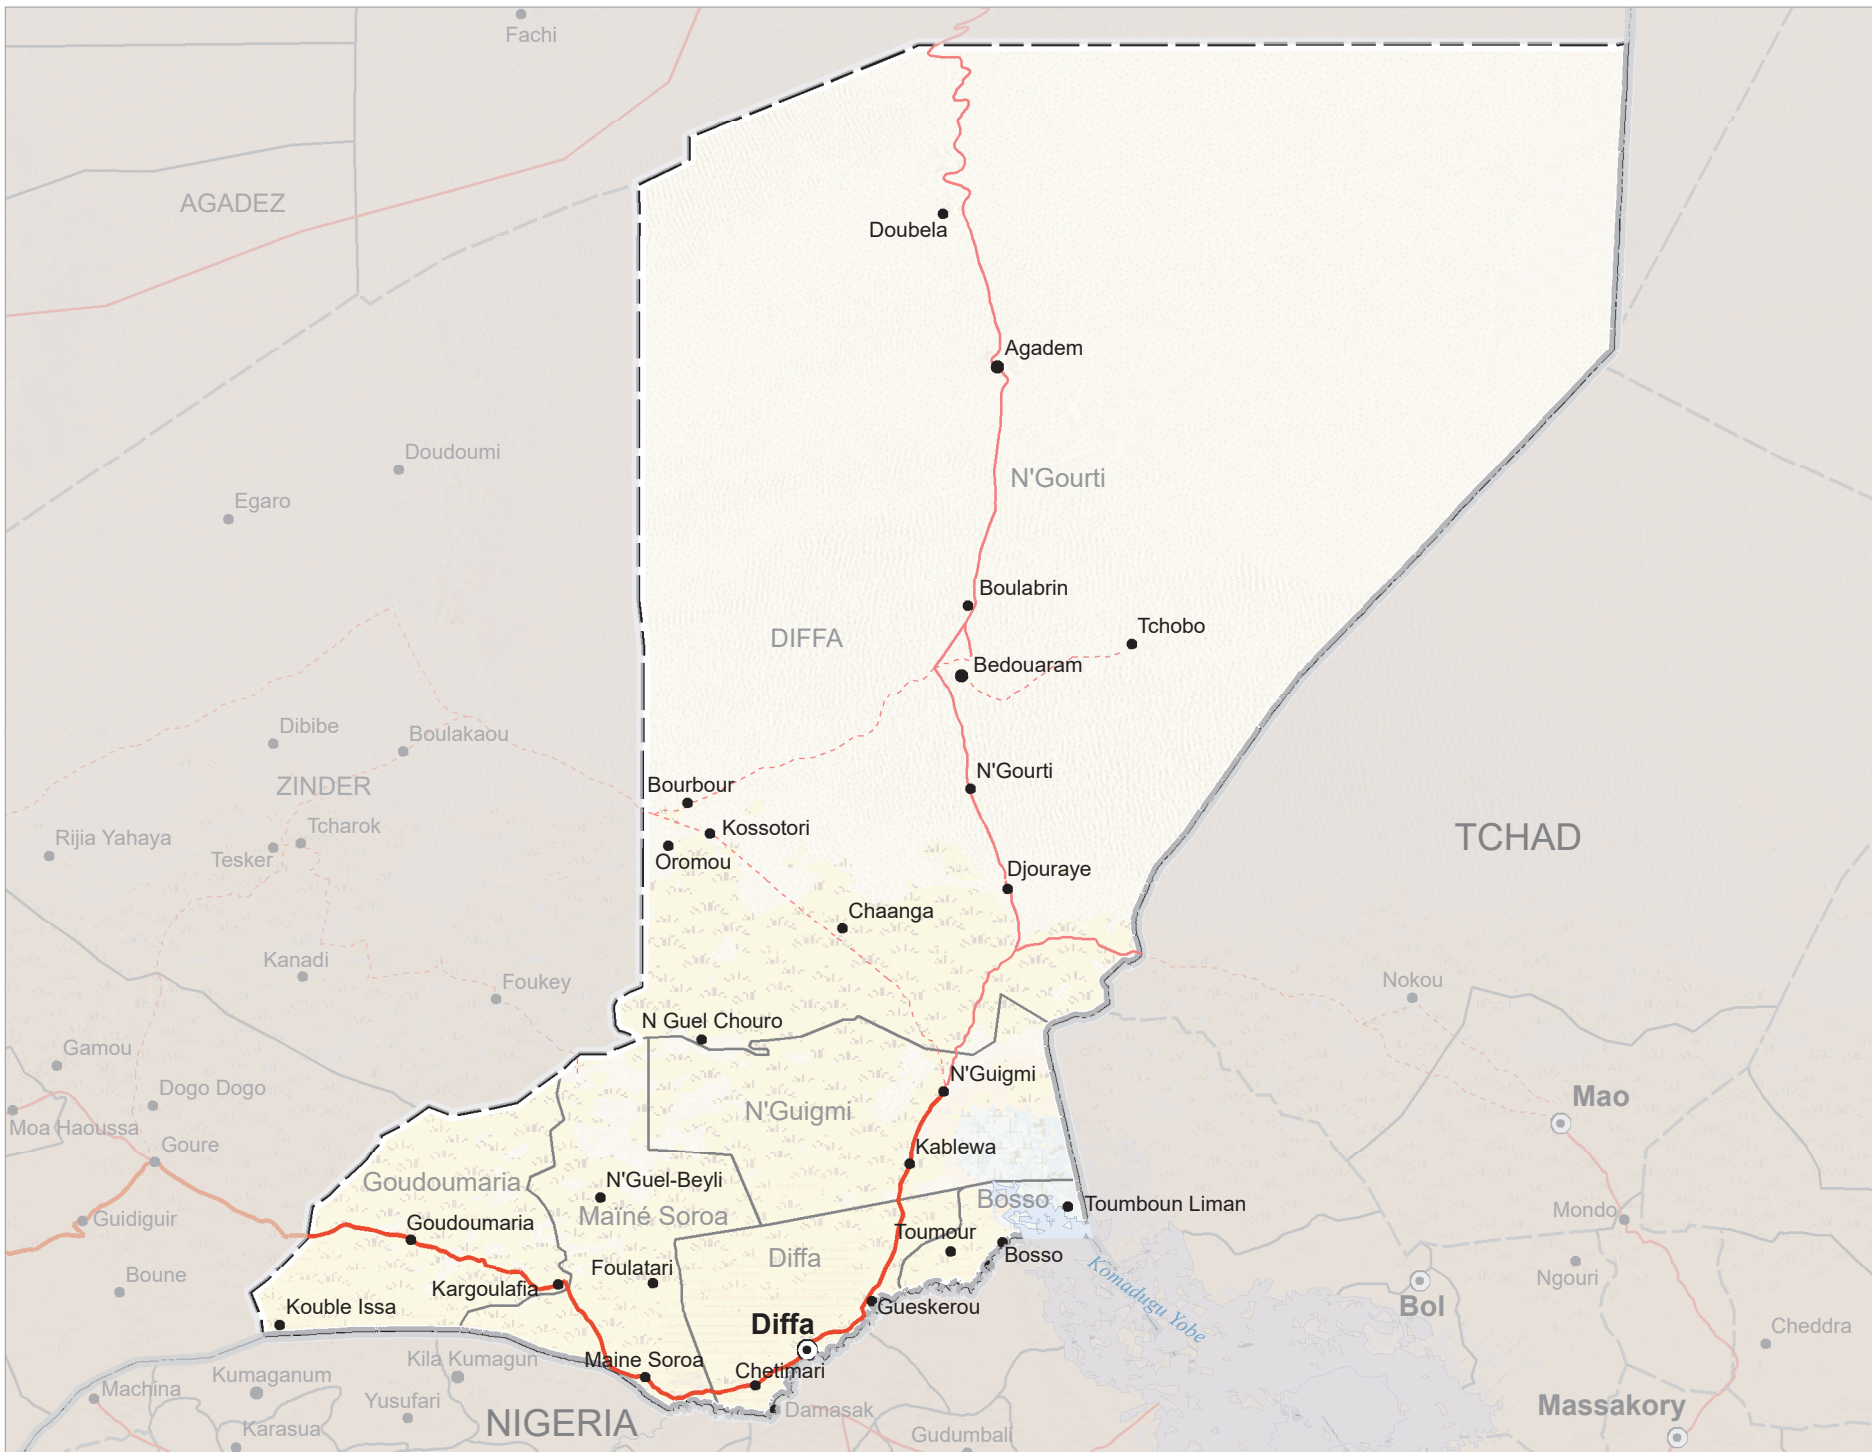 Fachi
AGADEZ
Doubela
Agadem
Doudoumi
N'Gourti
Egaro
Boulabrin
Tchobo
DIFFA
Bedouaram
Dibibe
Boulakaou
N'Gourti
ZINDER
Bourbour
Tcharok
Kossotori
TCHAD
Rijia Yahaya
Tesker
Oromou
Djouraye
Chaanga
Kanadi
Foukey
Nokou
N Guel Chouro
Gamou
N'Guigmi
Dogo Dogo
Mao
N'Guigmi
Moa Haoussa
Goure
Kablewa
Goudoumaria
N'Guel-Beyli
Bosso
Toumboun Liman
Mondo
Guidiguir
Maïné Soroa
Goudoumaria
Toumour
Diffa
Bosso
Foulatari
Boune
Kargoulafia
Ngouri
Komadugu Yobe
Kouble Issa
Gueskerou
Bol
Diffa
Cheddra
Kila Kumagun
Maine Soroa
Chetimari
Kumaganum
Machina
Yusufari
Massakory
Damasak
NIGERIA
Karasua
Gudumbali